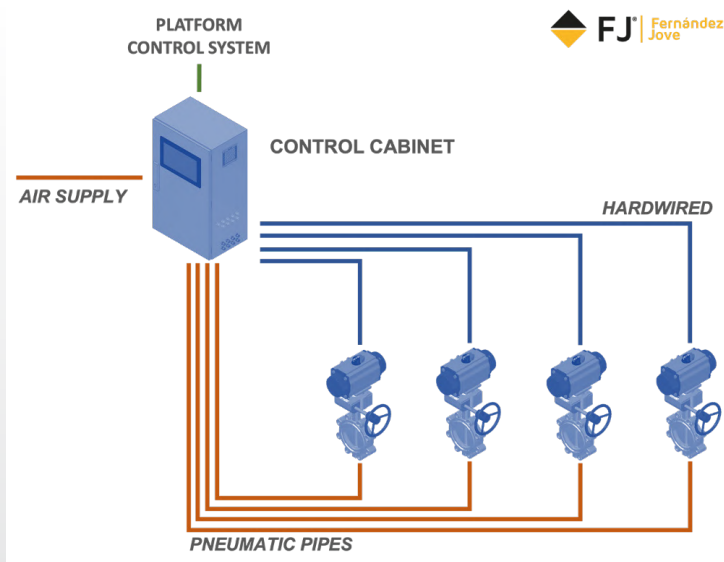 PLATFORM
CONTROL SYSTEM
FJ® Fernández
Jove
CONTROL CABINET
AIR SUPPLY
HARDWIRED
PNEUMATIC PIPES